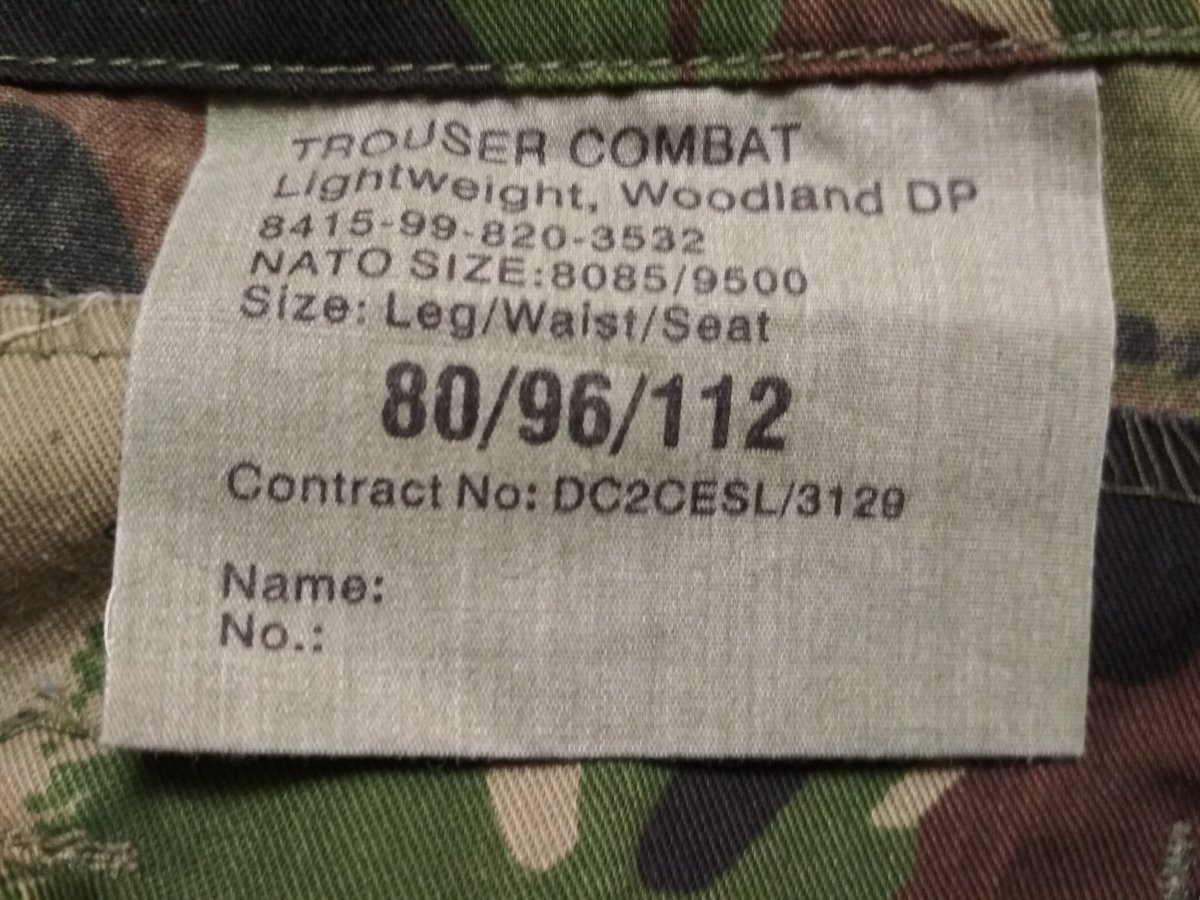 TROUSER COMBAT
Lightweight, Woodland DP
8415-99-820-3532
NATO SIZE:8085/9500
Size: Leg/Waist/Seat
80/96/112
Contract No: DC2CESL/3129
Name:
No.: